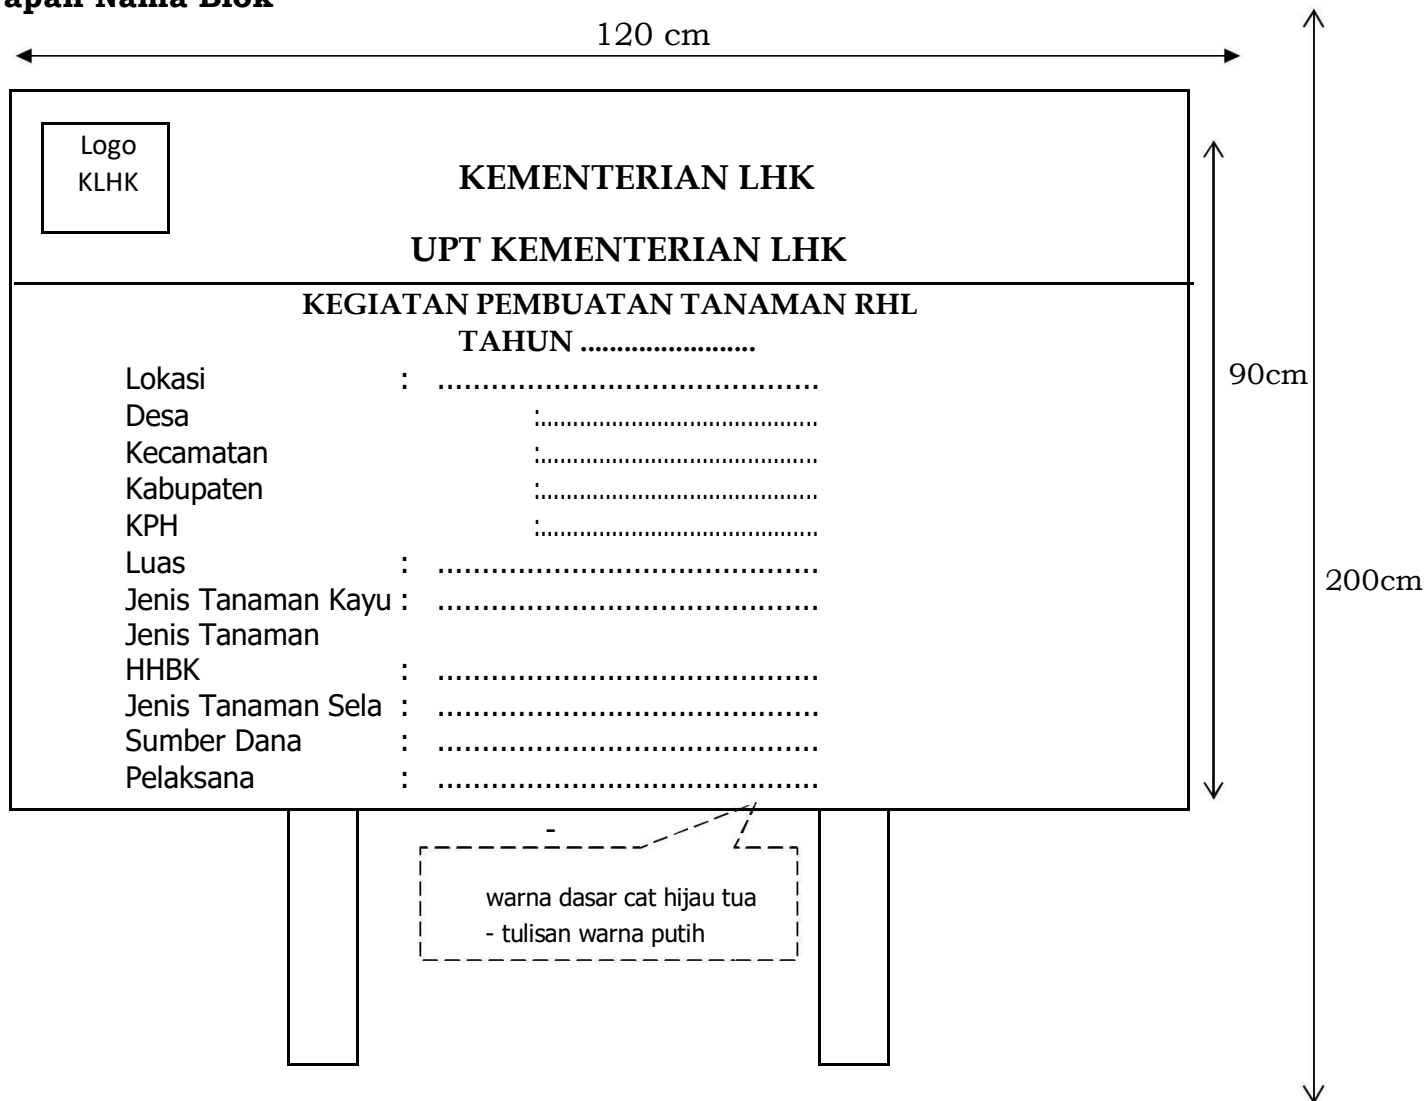 Nama Blok
120 cm
Logo
KLHK
KEMENTERIAN LHK
UPT KEMENTERIAN LHK
KEGIATAN PEMBUATAN TANAMAN RHL
TAHUN ........................
Lokasi : ............................................
Desa :............................................
Kecamatan :............................................
Kabupaten :............................................
KPH :............................................
Luas : ............................................
Jenis Tanaman Kayu : ............................................
Jenis Tanaman
HHBK : ............................................
Jenis Tanaman Sela : ............................................
Sumber Dana : ............................................
Pelaksana : ............................................
90cm
200cm
-
warna dasar cat hijau tua
- tulisan warna putih